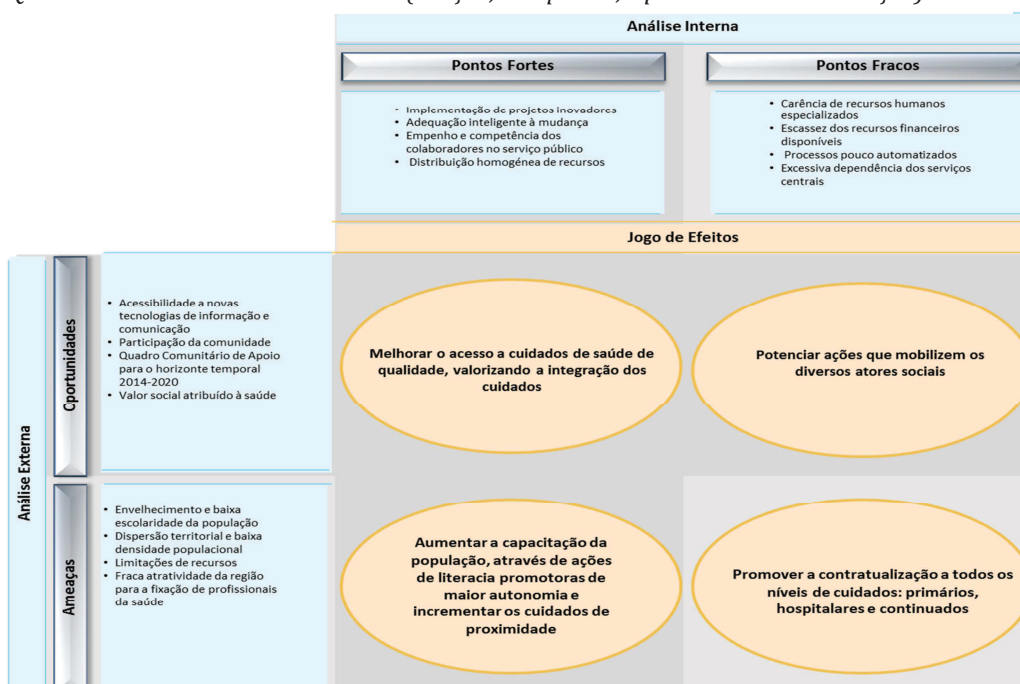 Análise Interna
Pontos Fortes
Pontos Fracos
- Implementação de projetos inovadores
• Adequação inteligente à mudança
• Empenho e competência dos
colaboradores no serviço público
• Distribuição homogénea de recursos
• Carência de recursos humanos
especializados
• Escassez dos recursos financeiros
disponíveis
• Processos pouco automatizados
• Excessiva dependência dos serviços
centrais
Jogo de Efeitos
Análise Externa
Oportunidades
• Acessibilidade a novas
tecnologias de informação e
comunicação
• Participação da comunidade
• Quadro Comunitário de Apoio
para o horizonte temporal
2014-2020
• Valor social atribuído à saúde
Melhorar o acesso a cuidados de saúde de
qualidade, valorizando a integração dos
cuidados
Potenciar ações que mobilizem os
diversos atores sociais
Ameaças
• Envelhecimento e baixa
escolaridade da população
• Dispersão territorial e baixa
densidade populacional
• Limitações de recursos
• Fraca atratividade da região
para a fixação de profissionais
da saúde
Aumentar a capacitação da
população, através de ações
de literacia promotoras de
maior autonomia e
incrementar os cuidados de
proximidade
Promover a contratualização a todos os
níveis de cuidados: primários,
hospitalares e continuados